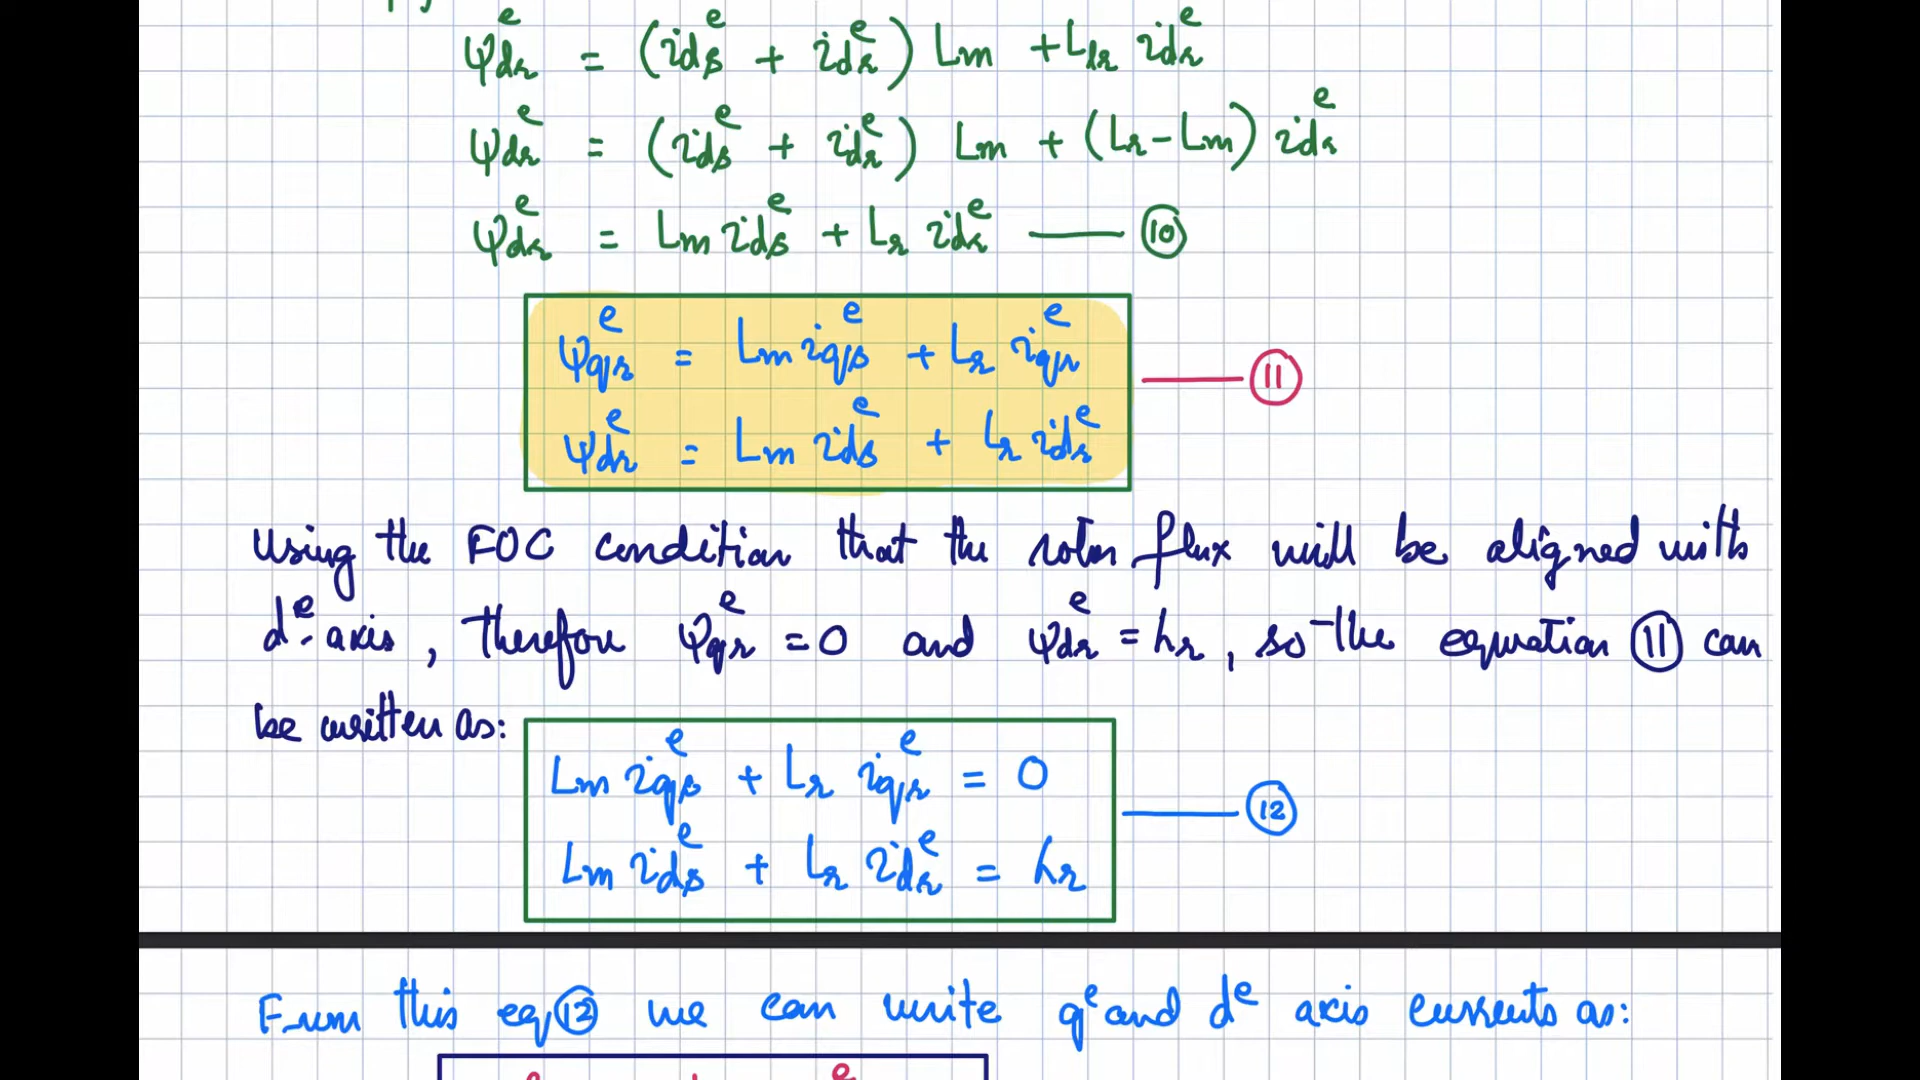 ψdr^e = (ids^e + idr^e) Lm + Llr idr^e
ψdr^e = (ids^e + idr^e) Lm + (Lr - Lm) idr^e
ψdr^e = Lm ids^e + Lr idr^e —— ⑩
ψqr^e = Lm iqs^e + Lr iqr^e
—— ⑪
ψdr^e = Lm ids^e + Lr idr^e
Using the FOC condition that the rotor flux will be aligned with
d^e-axis, therefore ψqr^e = 0 and ψdr^e = λr, so the equation ⑪ can
be written as:
Lm iqs^e + Lr iqr^e = 0
—— ⑫
Lm ids^e + Lr idr^e = λr
From this eq ⑫ we can write q^e and d^e axis currents as: